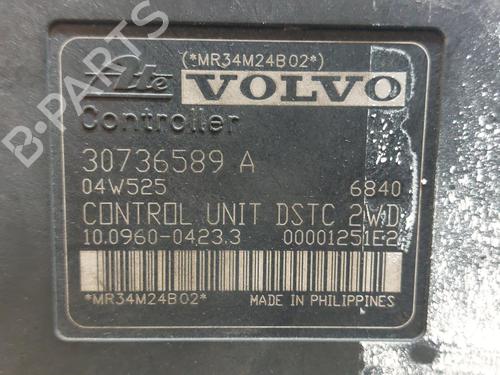 (*MR34M24B02*)
Ate VOLVO
Controller
30736589 A
04W525 6840
CONTROL UNIT DSTC 2WD
10.0960-0423.3 00001251E2
*MR34M24B02* MADE IN PHILIPPINES
B-PARTS